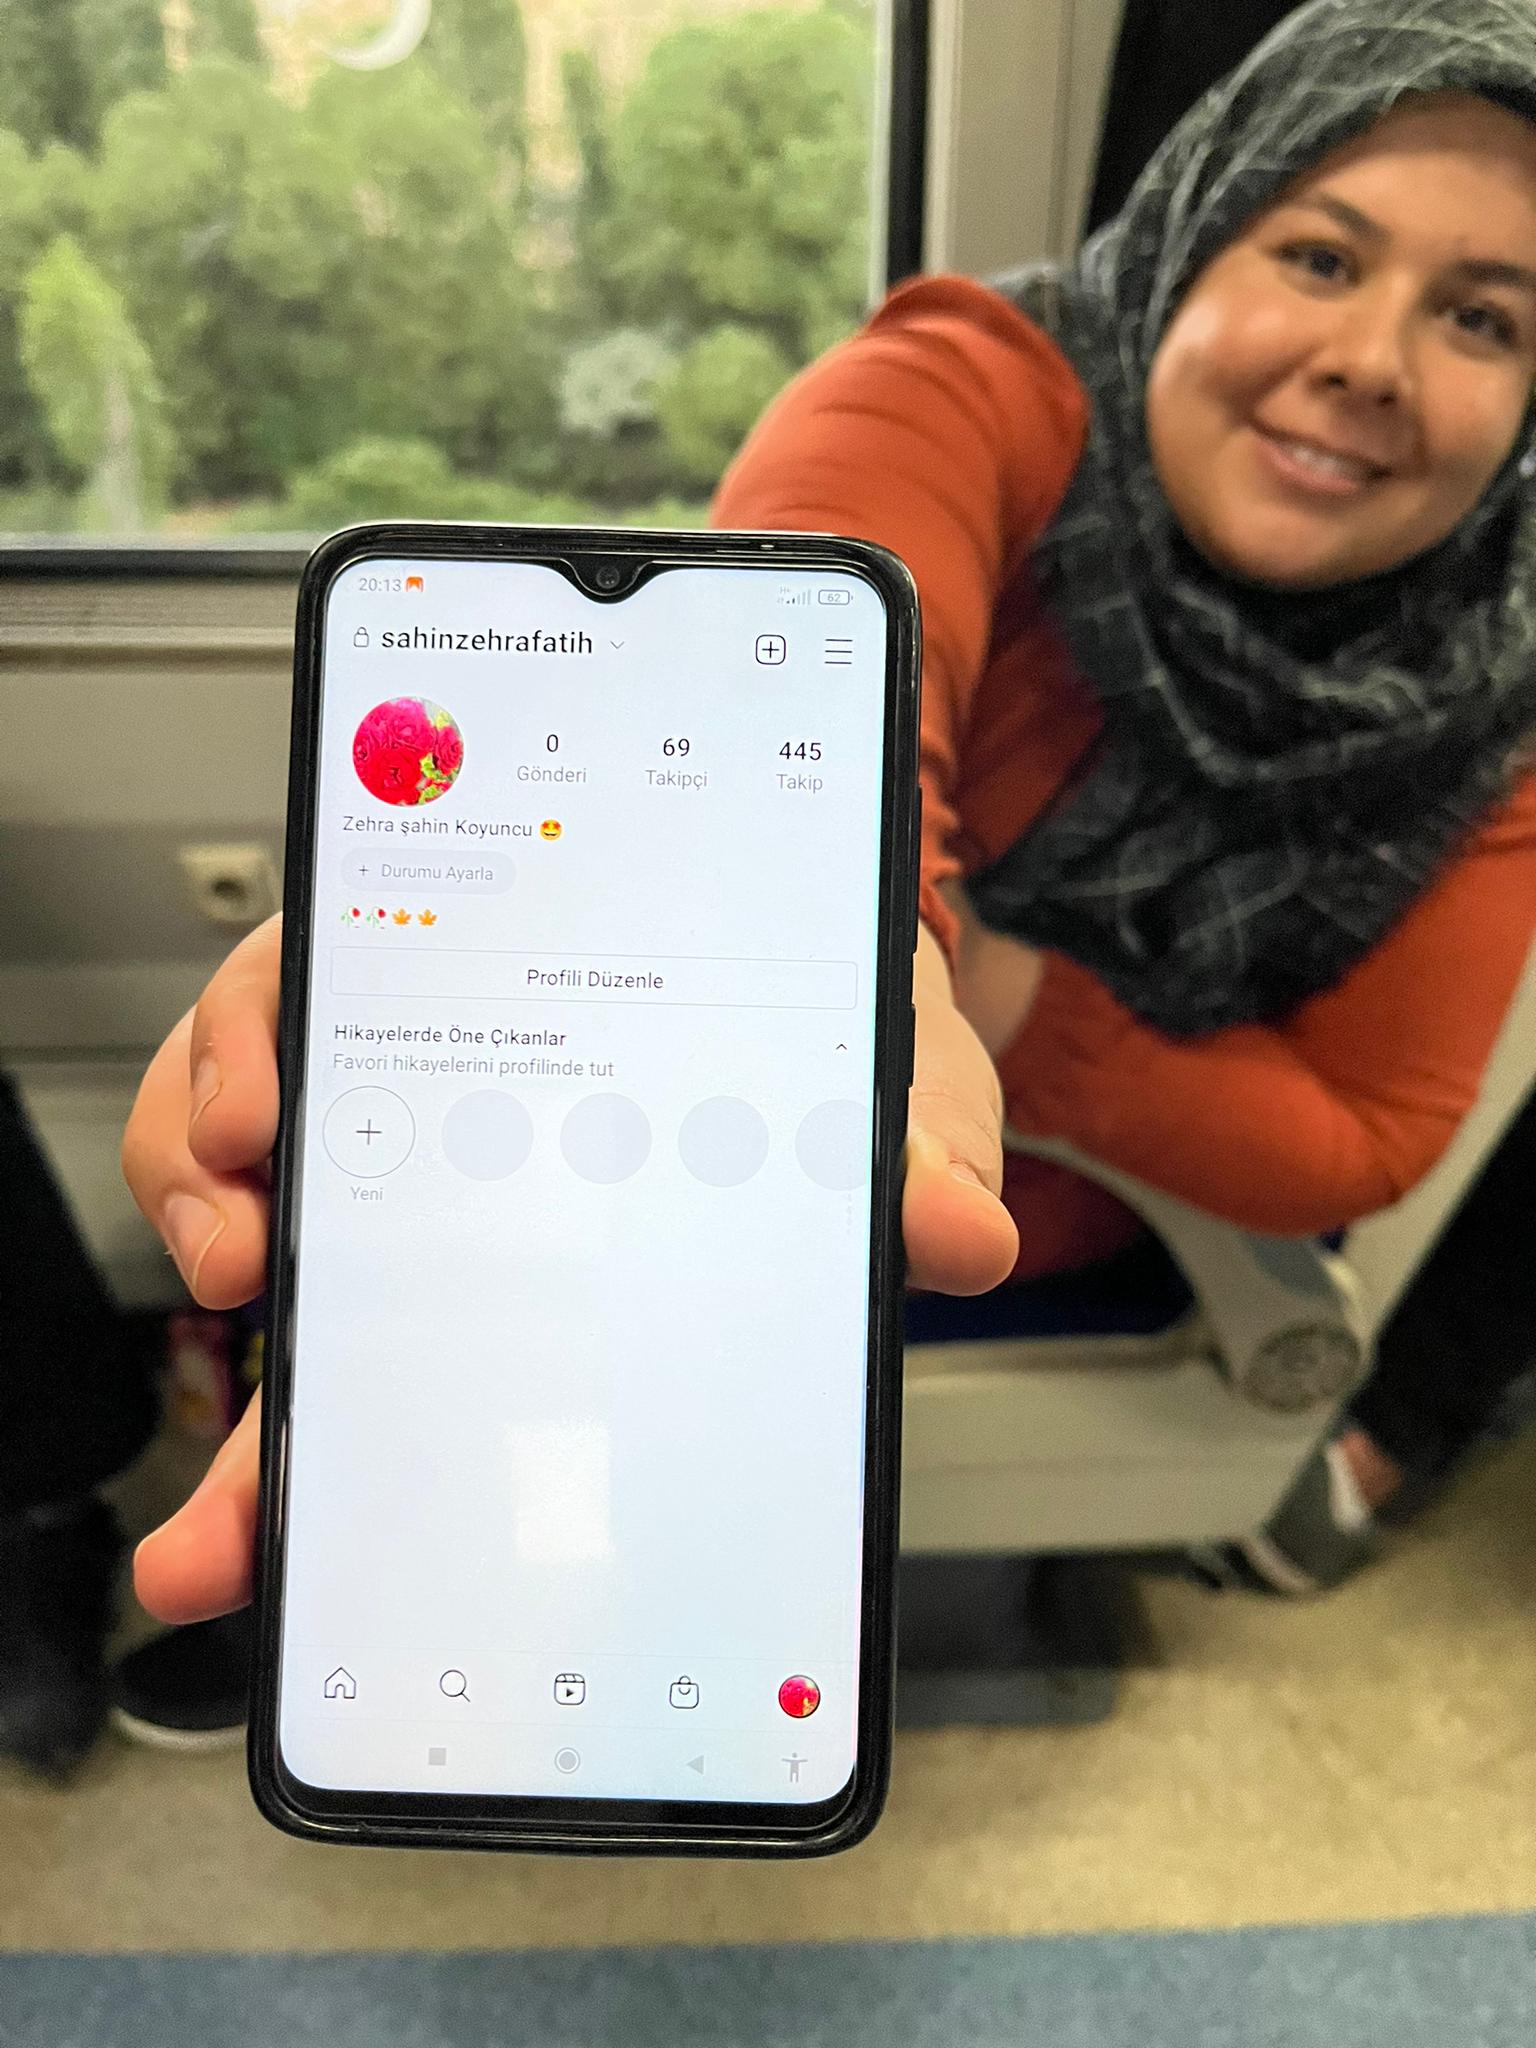 20:13
62
sahinzehrafatih
0
Gönderi
69
Takipçi
445
Takip
Zehra şahin Koyuncu 🤩
+ Durumu Ayarla
🥀🥀🍁🍁
Profili Düzenle
Hikayelerde Öne Çıkanlar
Favori hikayelerini profilinde tut
Yeni